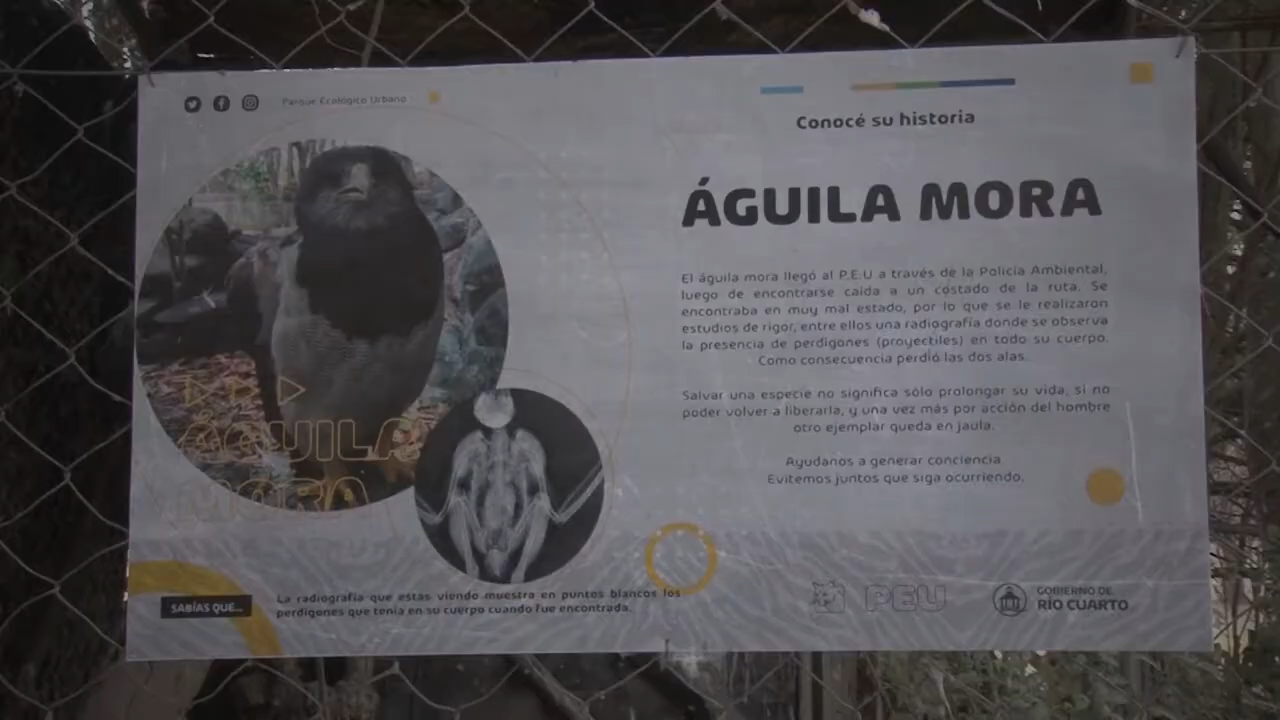 Parque Ecológico Urbano
Conocé su historia
ÁGUILA MORA
El águila mora llegó al P.E.U a través de la Policía Ambiental,
luego de encontrarse caída a un costado de la ruta. Se
encontraba en muy mal estado, por lo que se le realizaron
estudios de rigor, entre ellos una radiografía donde se observa
la presencia de perdigones (proyectiles) en todo su cuerpo.
Como consecuencia perdió las dos alas.
Salvar una especie no significa sólo prolongar su vida, si no
poder volver a liberarla, y una vez más por acción del hombre
otro ejemplar queda en jaula.
Ayudanos a generar conciencia
Evitemos juntos que siga ocurriendo.
ÁGUILA
MORA
SABÍAS QUE...
La radiografía que estas viendo muestra en puntos blancos los
perdigones que tenía en su cuerpo cuando fue encontrada.
PEU
GOBIERNO DE
RÍO CUARTO